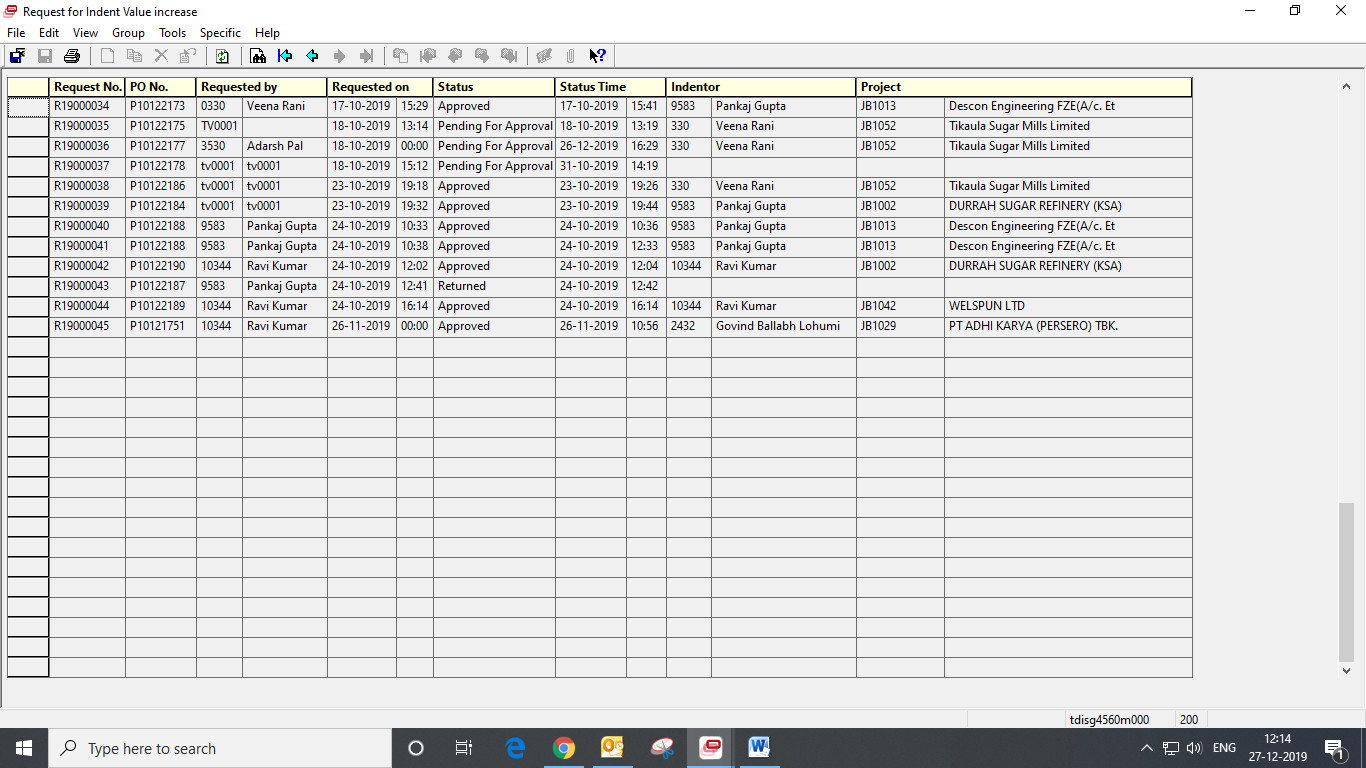 Request for Indent Value increase
File Edit View Group Tools Specific Help
Request No. PO No. Requested by Requested on Status Status Time Indentor Project
R19000034 P10122173 0330 Veena Rani 17-10-2019 15:29 Approved 17-10-2019 15:41 9583 Pankaj Gupta JB1013 Descon Engineering FZE(A/c. Et
R19000035 P10122175 TV0001 18-10-2019 13:14 Pending For Approval 18-10-2019 13:19 330 Veena Rani JB1052 Tikaula Sugar Mills Limited
R19000036 P10122177 3530 Adarsh Pal 18-10-2019 00:00 Pending For Approval 26-12-2019 16:29 330 Veena Rani JB1052 Tikaula Sugar Mills Limited
R19000037 P10122178 tv0001 tv0001 18-10-2019 15:12 Pending For Approval 31-10-2019 14:19
R19000038 P10122186 tv0001 tv0001 23-10-2019 19:18 Approved 23-10-2019 19:26 330 Veena Rani JB1052 Tikaula Sugar Mills Limited
R19000039 P10122184 tv0001 tv0001 23-10-2019 19:32 Approved 23-10-2019 19:44 9583 Pankaj Gupta JB1002 DURRAH SUGAR REFINERY (KSA)
R19000040 P10122188 9583 Pankaj Gupta 24-10-2019 10:33 Approved 24-10-2019 10:36 9583 Pankaj Gupta JB1013 Descon Engineering FZE(A/c. Et
R19000041 P10122188 9583 Pankaj Gupta 24-10-2019 10:38 Approved 24-10-2019 12:33 9583 Pankaj Gupta JB1013 Descon Engineering FZE(A/c. Et
R19000042 P10122190 10344 Ravi Kumar 24-10-2019 12:02 Approved 24-10-2019 12:04 10344 Ravi Kumar JB1002 DURRAH SUGAR REFINERY (KSA)
R19000043 P10122187 9583 Pankaj Gupta 24-10-2019 12:41 Returned 24-10-2019 12:42
R19000044 P10122189 10344 Ravi Kumar 24-10-2019 16:14 Approved 24-10-2019 16:14 10344 Ravi Kumar JB1042 WELSPUN LTD
R19000045 P10121751 10344 Ravi Kumar 26-11-2019 00:00 Approved 26-11-2019 10:56 2432 Govind Ballabh Lohumi JB1029 PT ADHI KARYA (PERSERO) TBK.
tdisg4560m000 200
Type here to search
ENG
12:14
27-12-2019
1